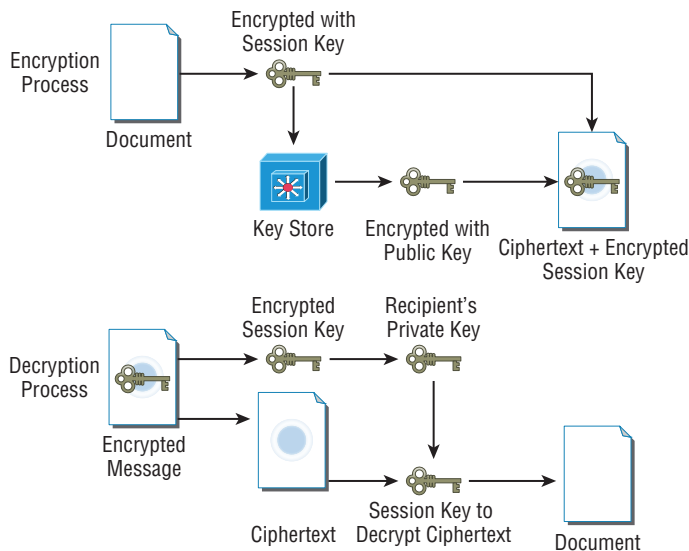 Encrypted with
Session Key
Encryption
Process
Document
Key Store
Encrypted with
Public Key
Ciphertext + Encrypted
Session Key
Encrypted
Session Key
Recipient's
Private Key
Decryption
Process
Encrypted
Message
Ciphertext
Session Key to
Decrypt Ciphertext
Document